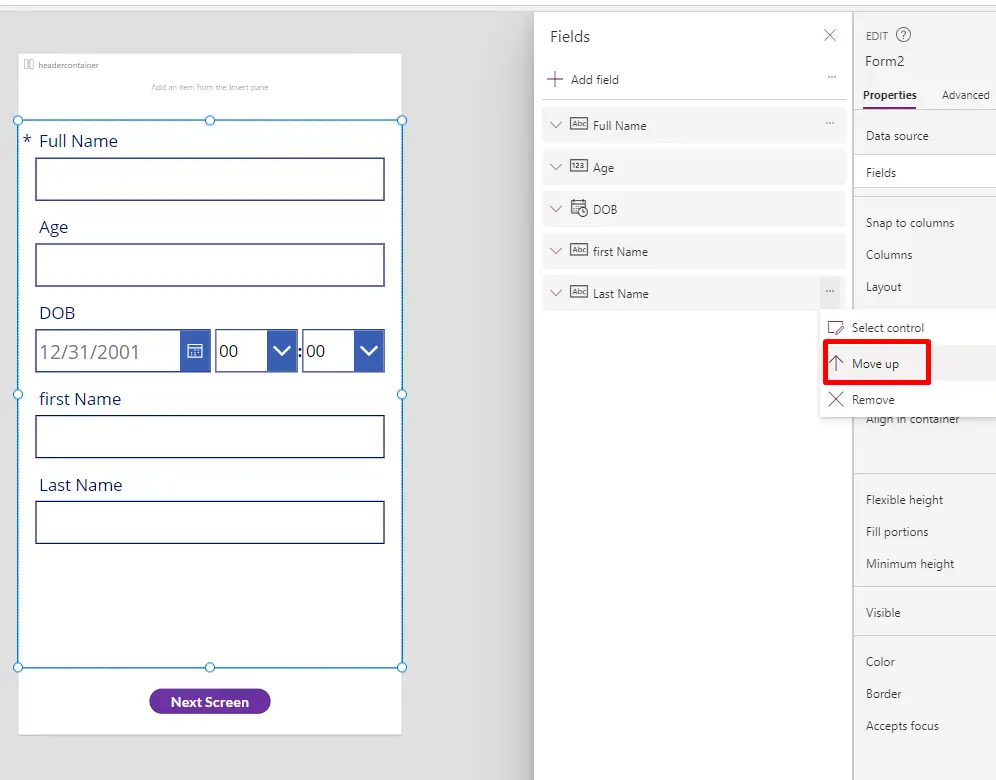 headercontainer
Add an item from the Insert pane
* Full Name
Age
DOB
12/31/2001
00
:
00
first Name
Last Name
Next Screen
Fields
Add field
...
Abc Full Name
...
123 Age
DOB
Abc first Name
Abc Last Name
...
Select control
Move up
Remove
EDIT ?
Form2
Properties Advanced
Data source
Fields
Snap to columns
Columns
Layout
Align in container
Flexible height
Fill portions
Minimum height
Visible
Color
Border
Accepts focus